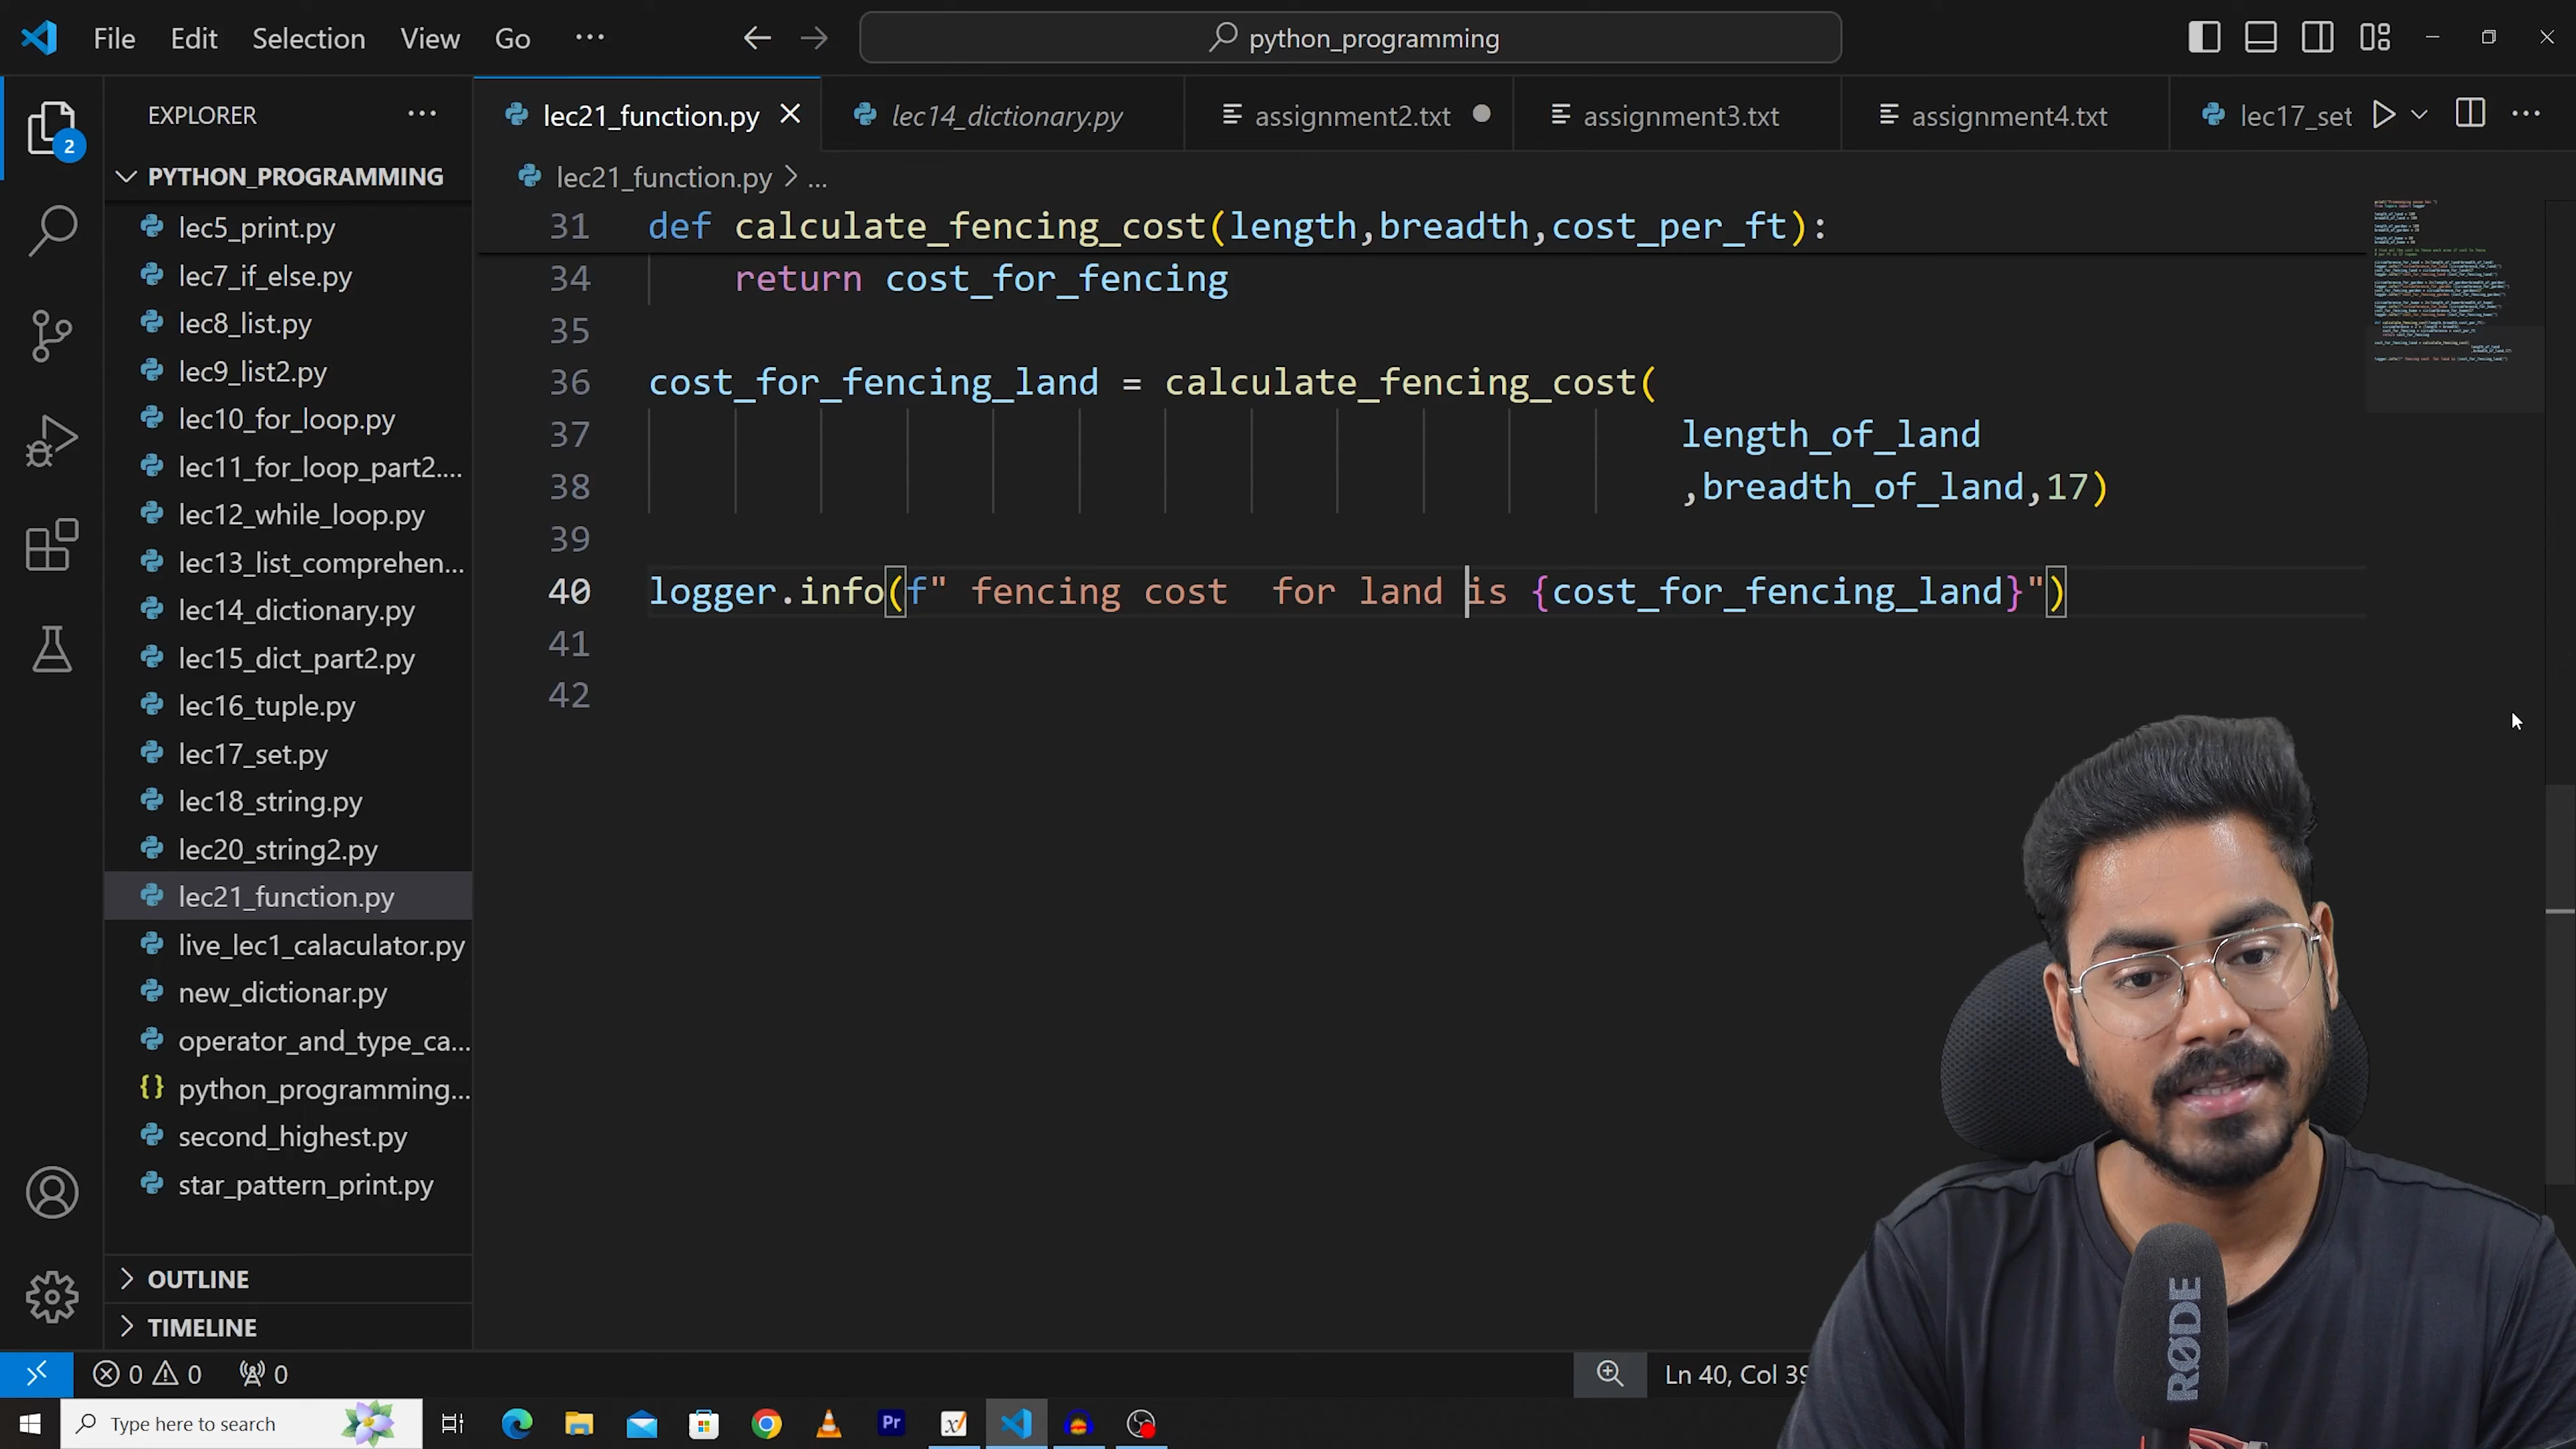 File Edit Selection View Go ···
python_programming
EXPLORER
2
PYTHON_PROGRAMMING
lec5_print.py
lec7_if_else.py
lec8_list.py
lec9_list2.py
lec10_for_loop.py
lec11_for_loop_part2....
lec12_while_loop.py
lec13_list_comprehen...
lec14_dictionary.py
lec15_dict_part2.py
lec16_tuple.py
lec17_set.py
lec18_string.py
lec20_string2.py
lec21_function.py
live_lec1_calaculator.py
new_dictionar.py
operator_and_type_ca...
python_programming...
second_highest.py
star_pattern_print.py
OUTLINE
TIMELINE
lec21_function.py lec14_dictionary.py assignment2.txt assignment3.txt assignment4.txt lec17_set
lec21_function.py > ...
31 def calculate_fencing_cost(length,breadth,cost_per_ft):
34 return cost_for_fencing
35
36 cost_for_fencing_land = calculate_fencing_cost(
37 length_of_land
38 ,breadth_of_land,17)
39
40 logger.info(f" fencing cost  for land is {cost_for_fencing_land}")
41
42
RØDE
0 0 0
Ln 40, Col 39
Type here to search
Pr